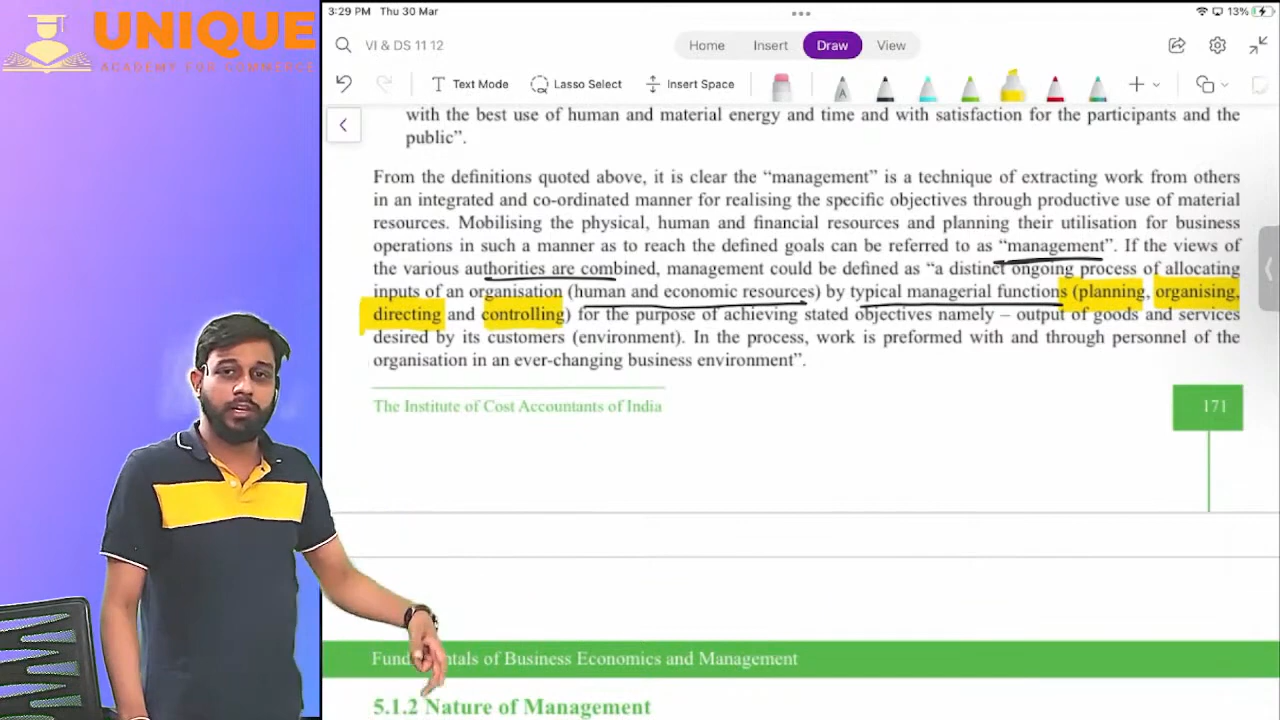 UNIQUE
ACADEMY FOR COMMERCE
3:29 PM Thu 30 Mar
13%
VI & DS 11 12
Home Insert Draw View
Text Mode Lasso Select Insert Space
with the best use of human and material energy and time and with satisfaction for the participants and the
public”.
From the definitions quoted above, it is clear the “management” is a technique of extracting work from others
in an integrated and co-ordinated manner for realising the specific objectives through productive use of material
resources. Mobilising the physical, human and financial resources and planning their utilisation for business
operations in such a manner as to reach the defined goals can be referred to as “management”. If the views of
the various authorities are combined, management could be defined as “a distinct ongoing process of allocating
inputs of an organisation (human and economic resources) by typical managerial functions (planning, organising,
directing and controlling) for the purpose of achieving stated objectives namely – output of goods and services
desired by its customers (environment). In the process, work is preformed with and through personnel of the
organisation in an ever-changing business environment”.
The Institute of Cost Accountants of India
171
Fundamentals of Business Economics and Management
5.1.2 Nature of Management